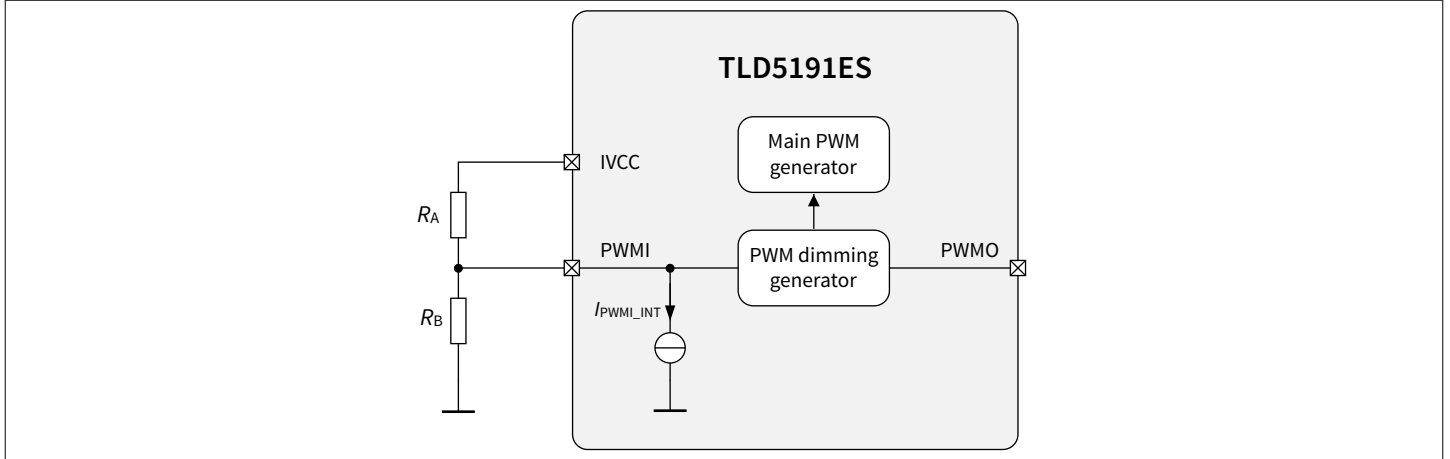 TLD5191ES
Main PWM
generator
IVCC
RA
PWMI
PWM dimming
generator
PWMO
IPWMI_INT
RB